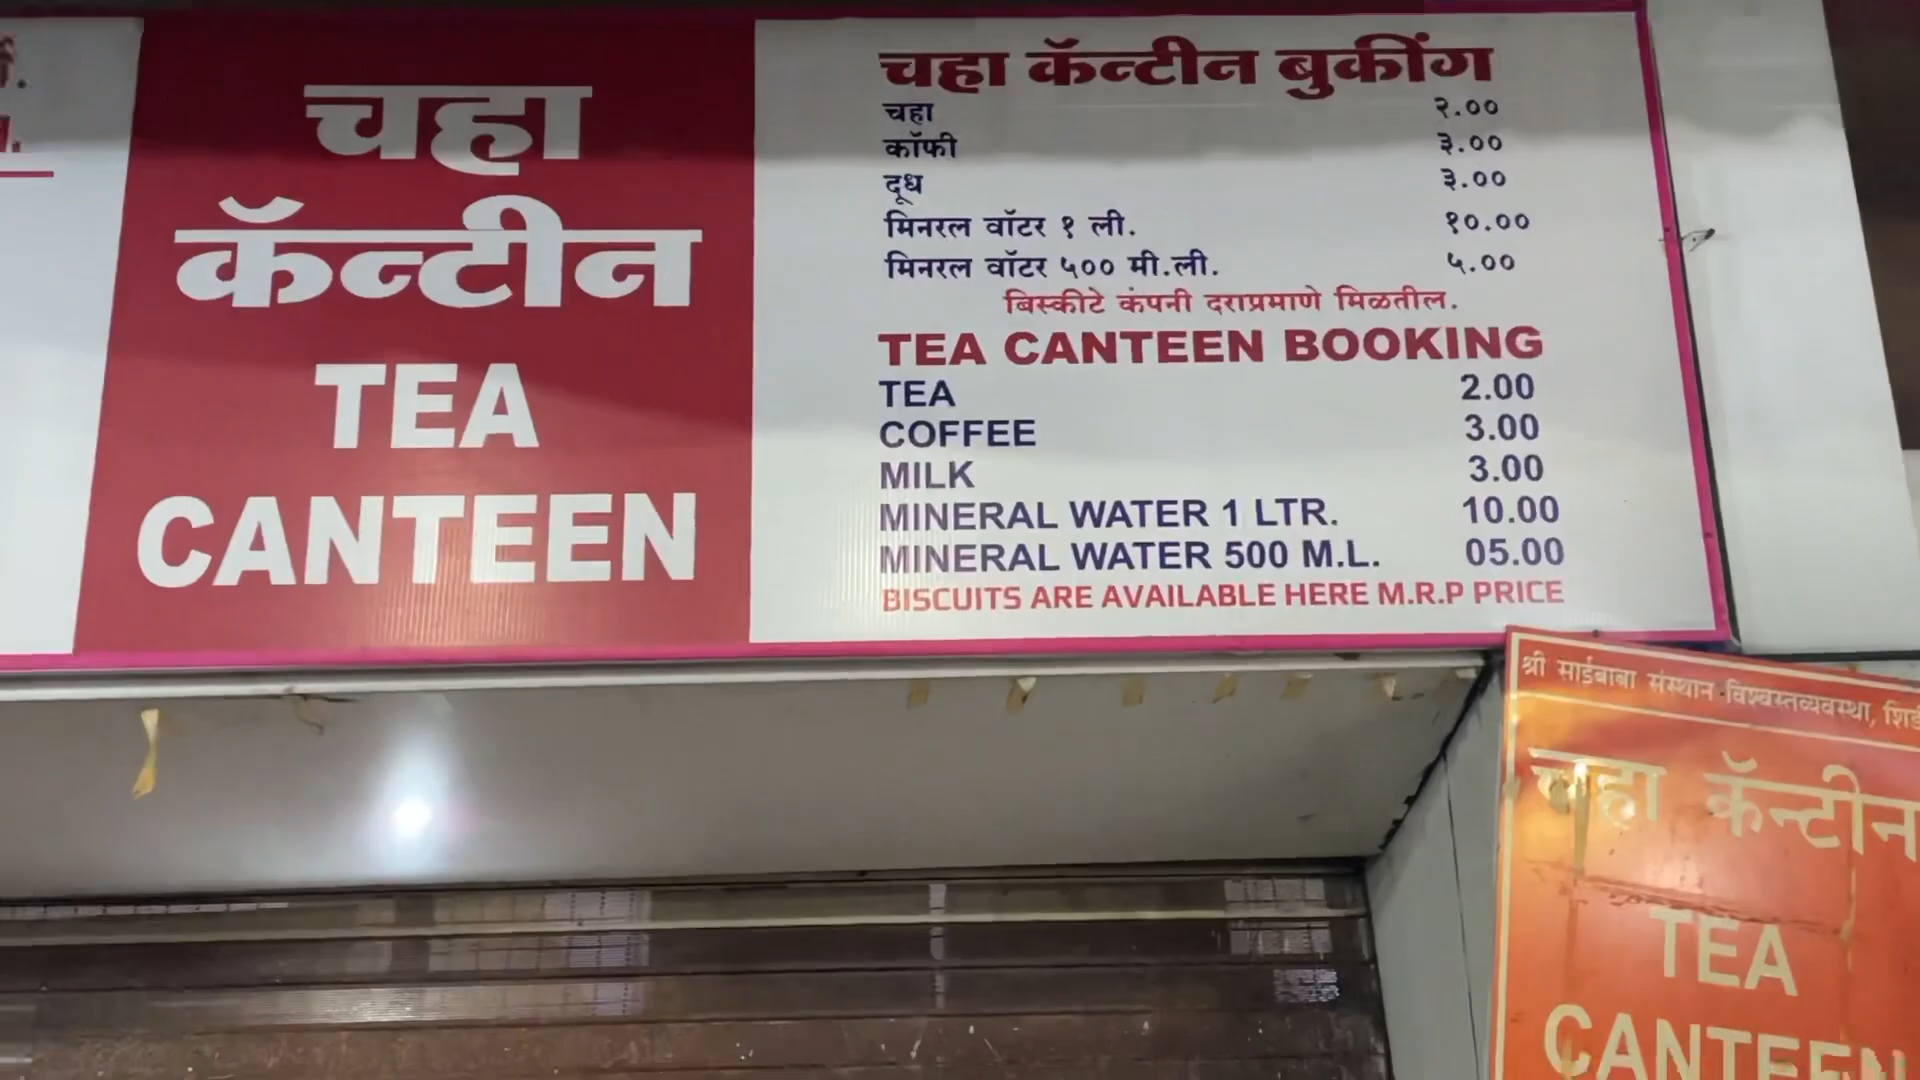 चहा
कॅन्टीन
TEA
CANTEEN
चहा कॅन्टीन बुकींग
चहा २.००
कॉफी ३.००
दूध ३.००
मिनरल वॉटर १ ली. १०.००
मिनरल वॉटर ५०० मी.ली. ५.००
बिस्कीटे कंपनी दराप्रमाणे मिळतील.
TEA CANTEEN BOOKING
TEA 2.00
COFFEE 3.00
MILK 3.00
MINERAL WATER 1 LTR. 10.00
MINERAL WATER 500 M.L. 05.00
BISCUITS ARE AVAILABLE HERE M.R.P PRICE
श्री साईबाबा संस्थान विश्वस्तव्यवस्था,
चहा कॅन्टीन
TEA
CANTEEN